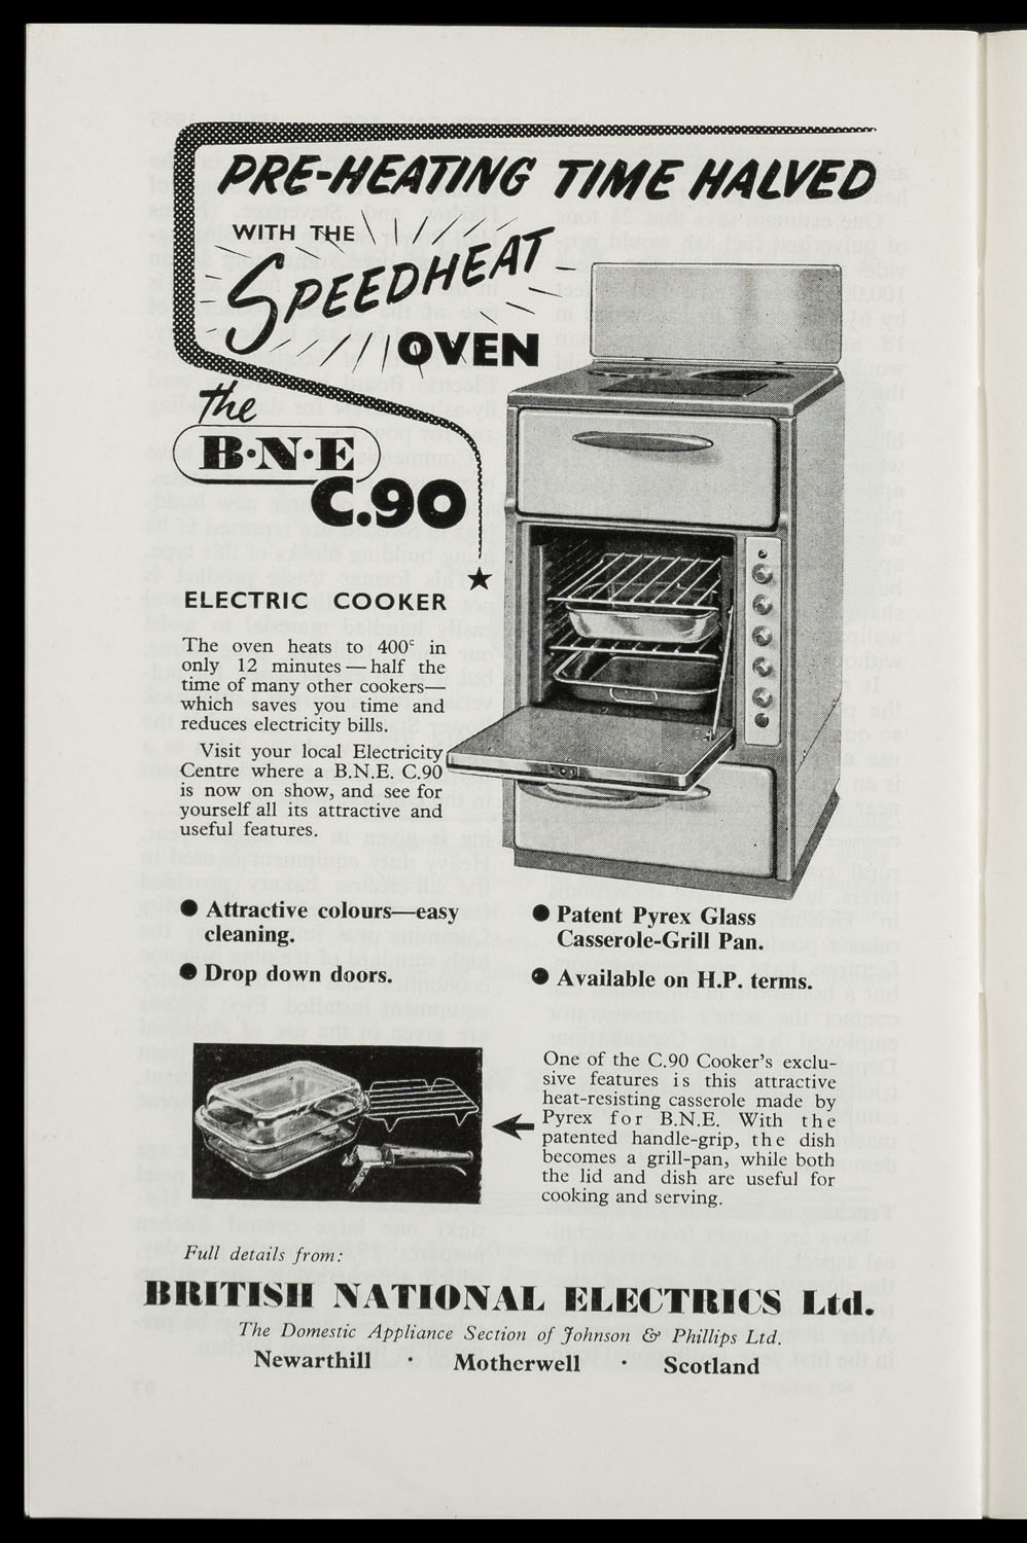 PRE-HEATING TIME HALVED
WITH THE
SPEEDHEAT
OVEN
the
B·N·E
C.90
ELECTRIC COOKER
The oven heats to 400° in
only 12 minutes — half the
time of many other cookers—
which saves you time and
reduces electricity bills.
Visit your local Electricity
Centre where a B.N.E. C.90
is now on show, and see for
yourself all its attractive and
useful features.
● Attractive colours—easy
cleaning.
● Drop down doors.
● Patent Pyrex Glass
Casserole-Grill Pan.
● Available on H.P. terms.
One of the C.90 Cooker's exclu-
sive features is this attractive
heat-resisting casserole made by
Pyrex for B.N.E. With the
patented handle-grip, the dish
becomes a grill-pan, while both
the lid and dish are useful for
cooking and serving.
Full details from:
BRITISH NATIONAL ELECTRICS Ltd.
The Domestic Appliance Section of Johnson & Phillips Ltd.
Newarthill · Motherwell · Scotland